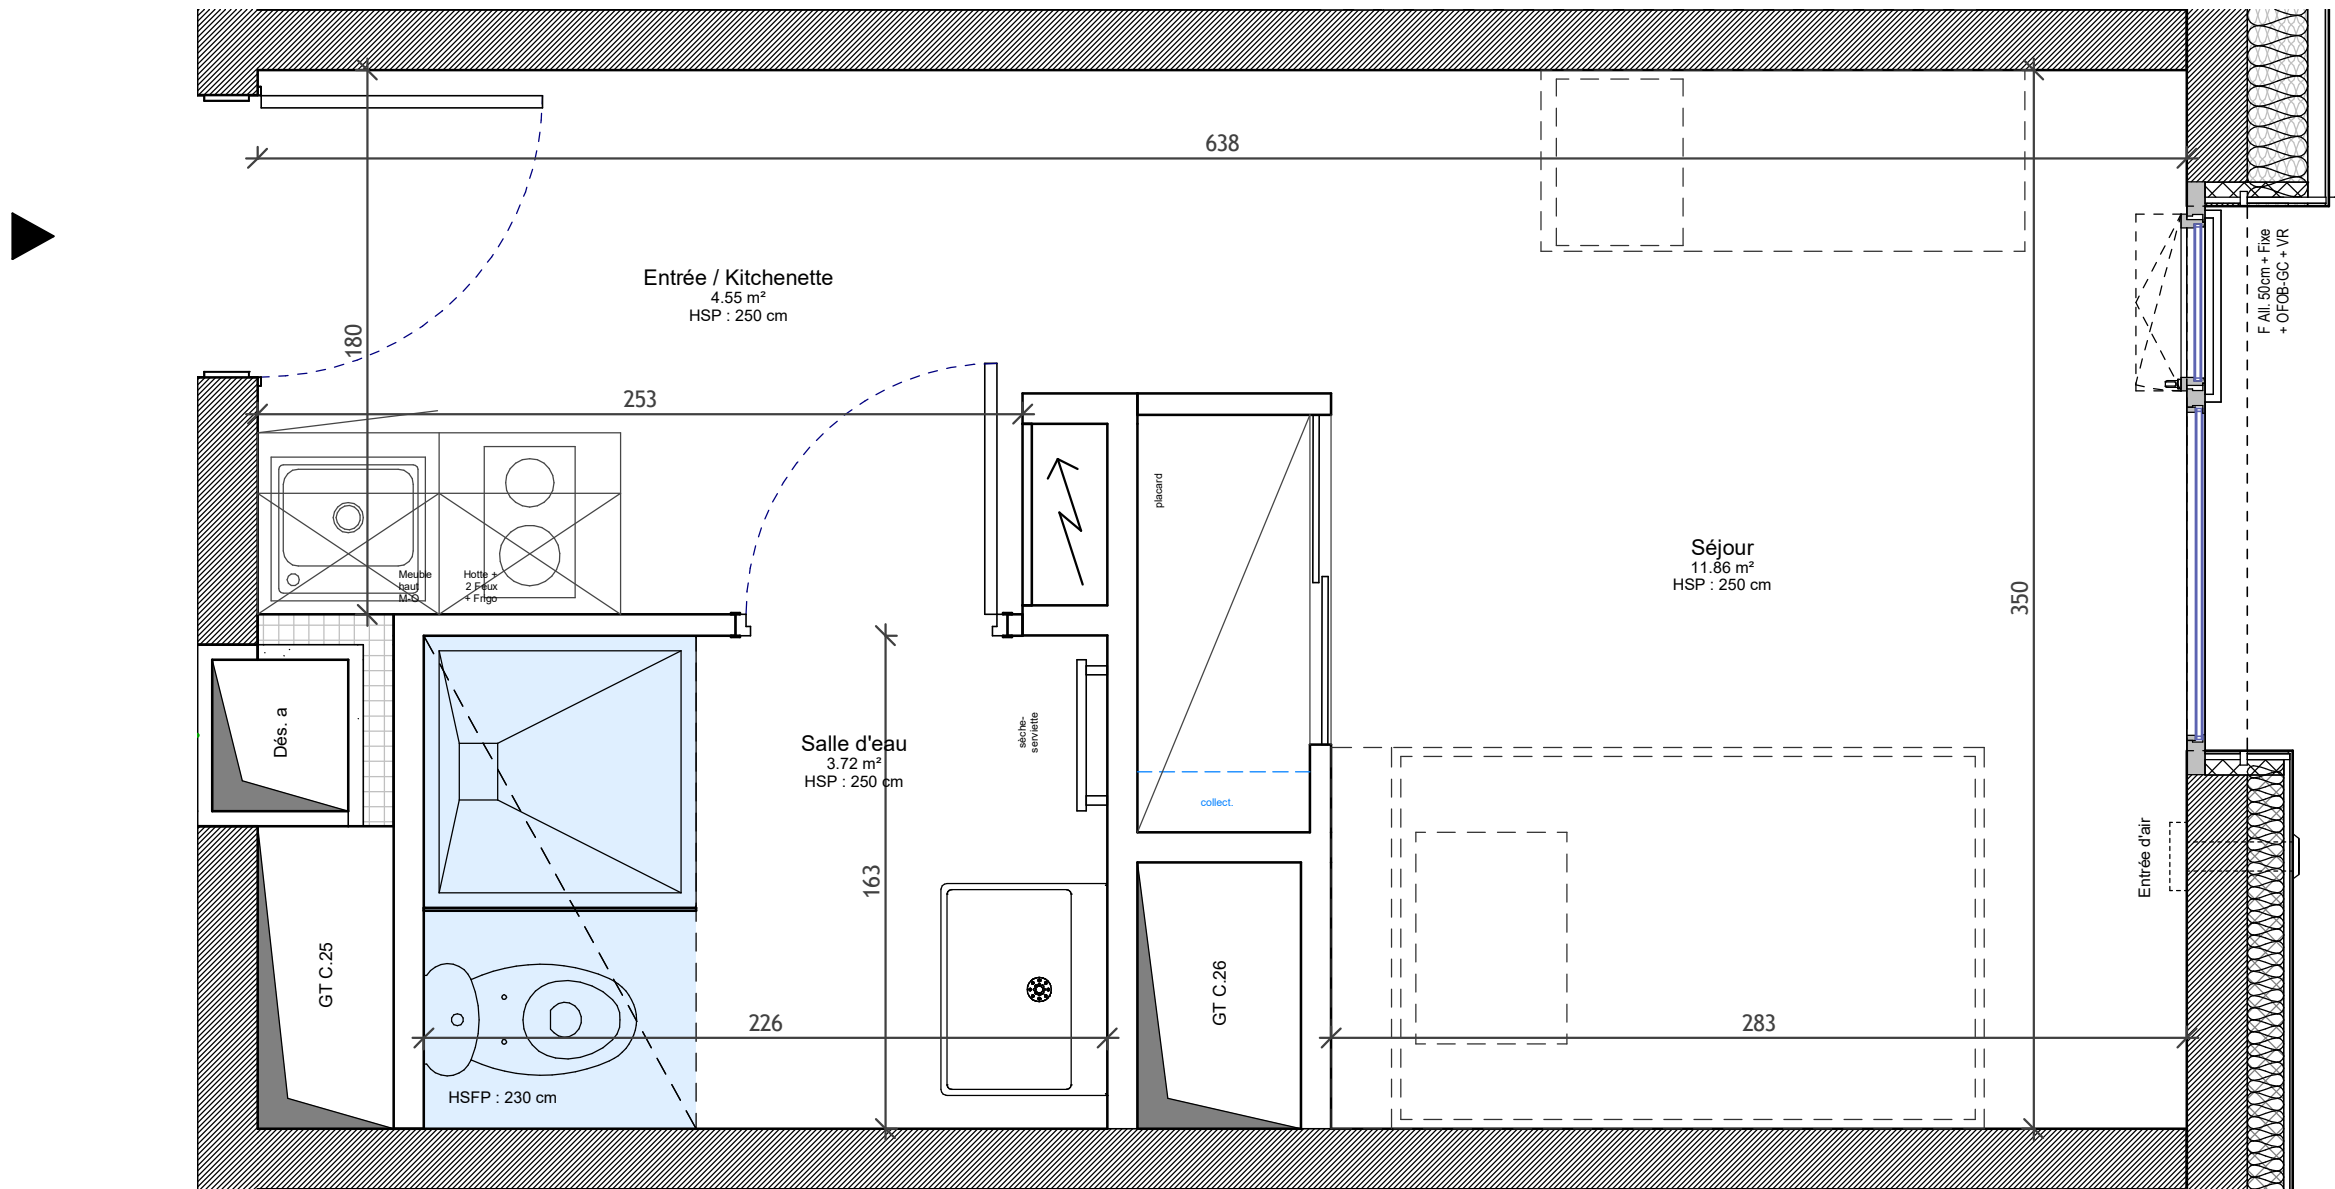 638
F All. 50cm + Fixe
+ OFOB-GC + VR
Entrée / Kitchenette
4.55 m²
HSP : 250 cm
180
253
placard
Séjour
11.86 m²
HSP : 250 cm
350
Meuble
haut
M-O
Hotte +
2 Feux
+ Frigo
Dés. a
sèche-
serviette
Salle d'eau
3.72 m²
HSP : 250 cm
collect.
163
Entrée d'air
GT C.25
GT C.26
226
283
HSFP : 230 cm